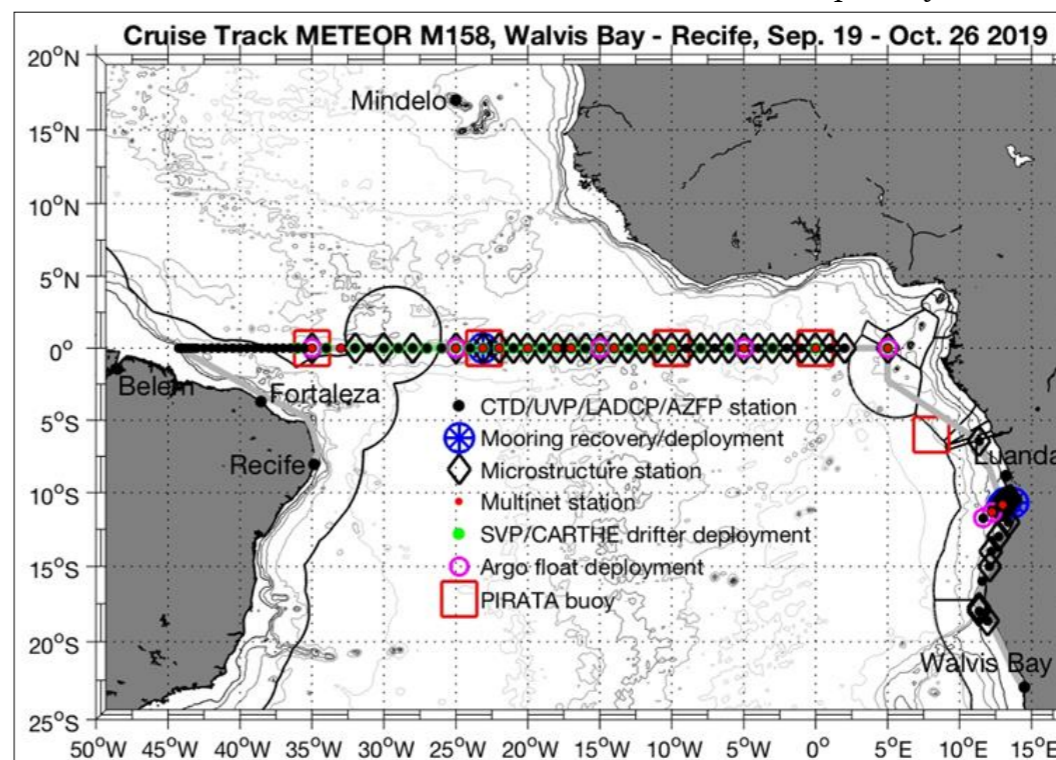 Cruise Track METEOR M158, Walvis Bay - Recife, Sep. 19 - Oct. 26 2019
20°N
Mindelo
15°N
10°N
5°N
0°
Belem
Fortaleza
CTD/UVP/LADCP/AZFP station
5°S
Mooring recovery/deployment
Luanda
Recife
Microstructure station
Multinet station
10°S
SVP/CARTHE drifter deployment
Argo float deployment
15°S
PIRATA buoy
20°S
Walvis Bay
25°S
50°W 45°W 40°W 35°W 30°W 25°W 20°W 15°W 10°W 5°W 0° 5°E 10°E 15°E